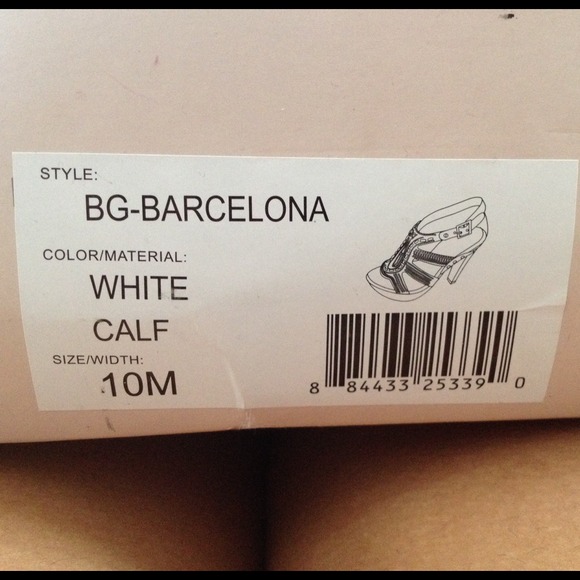 STYLE:
BG-BARCELONA
COLOR/MATERIAL:
WHITE
CALF
SIZE/WIDTH:
10M
8 84433 25339 0